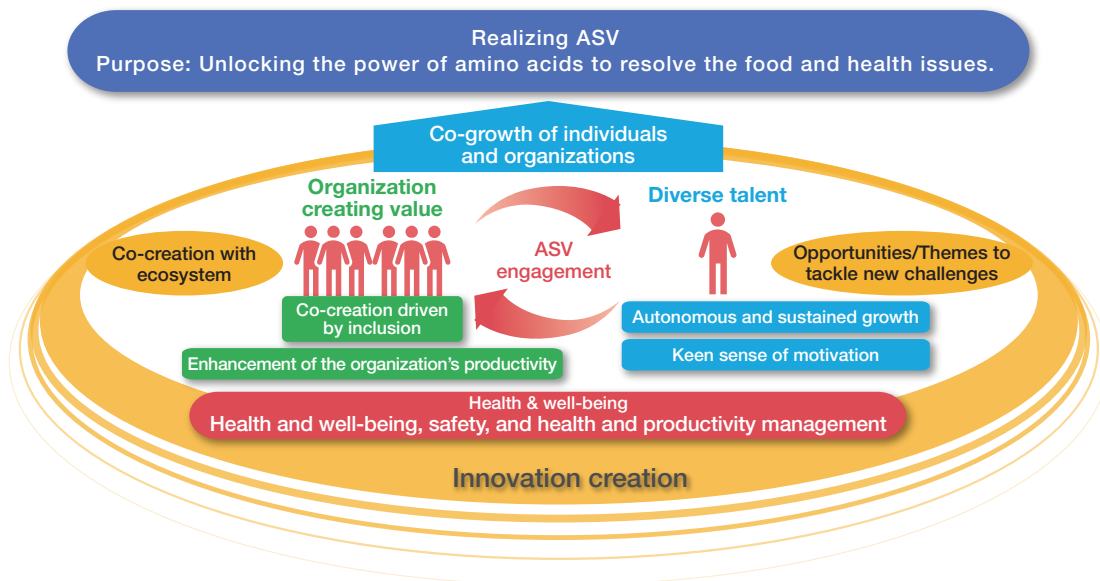 Realizing ASV
Purpose: Unlocking the power of amino acids to resolve the food and health issues.
Co-growth of individuals
and organizations
Organization
creating value
Diverse talent
ASV
engagement
Co-creation with
ecosystem
Opportunities/Themes to
tackle new challenges
Co-creation driven
by inclusion
Enhancement of the organization's productivity
Autonomous and sustained growth
Keen sense of motivation
Health & well-being
Health and well-being, safety, and health and productivity management
Innovation creation